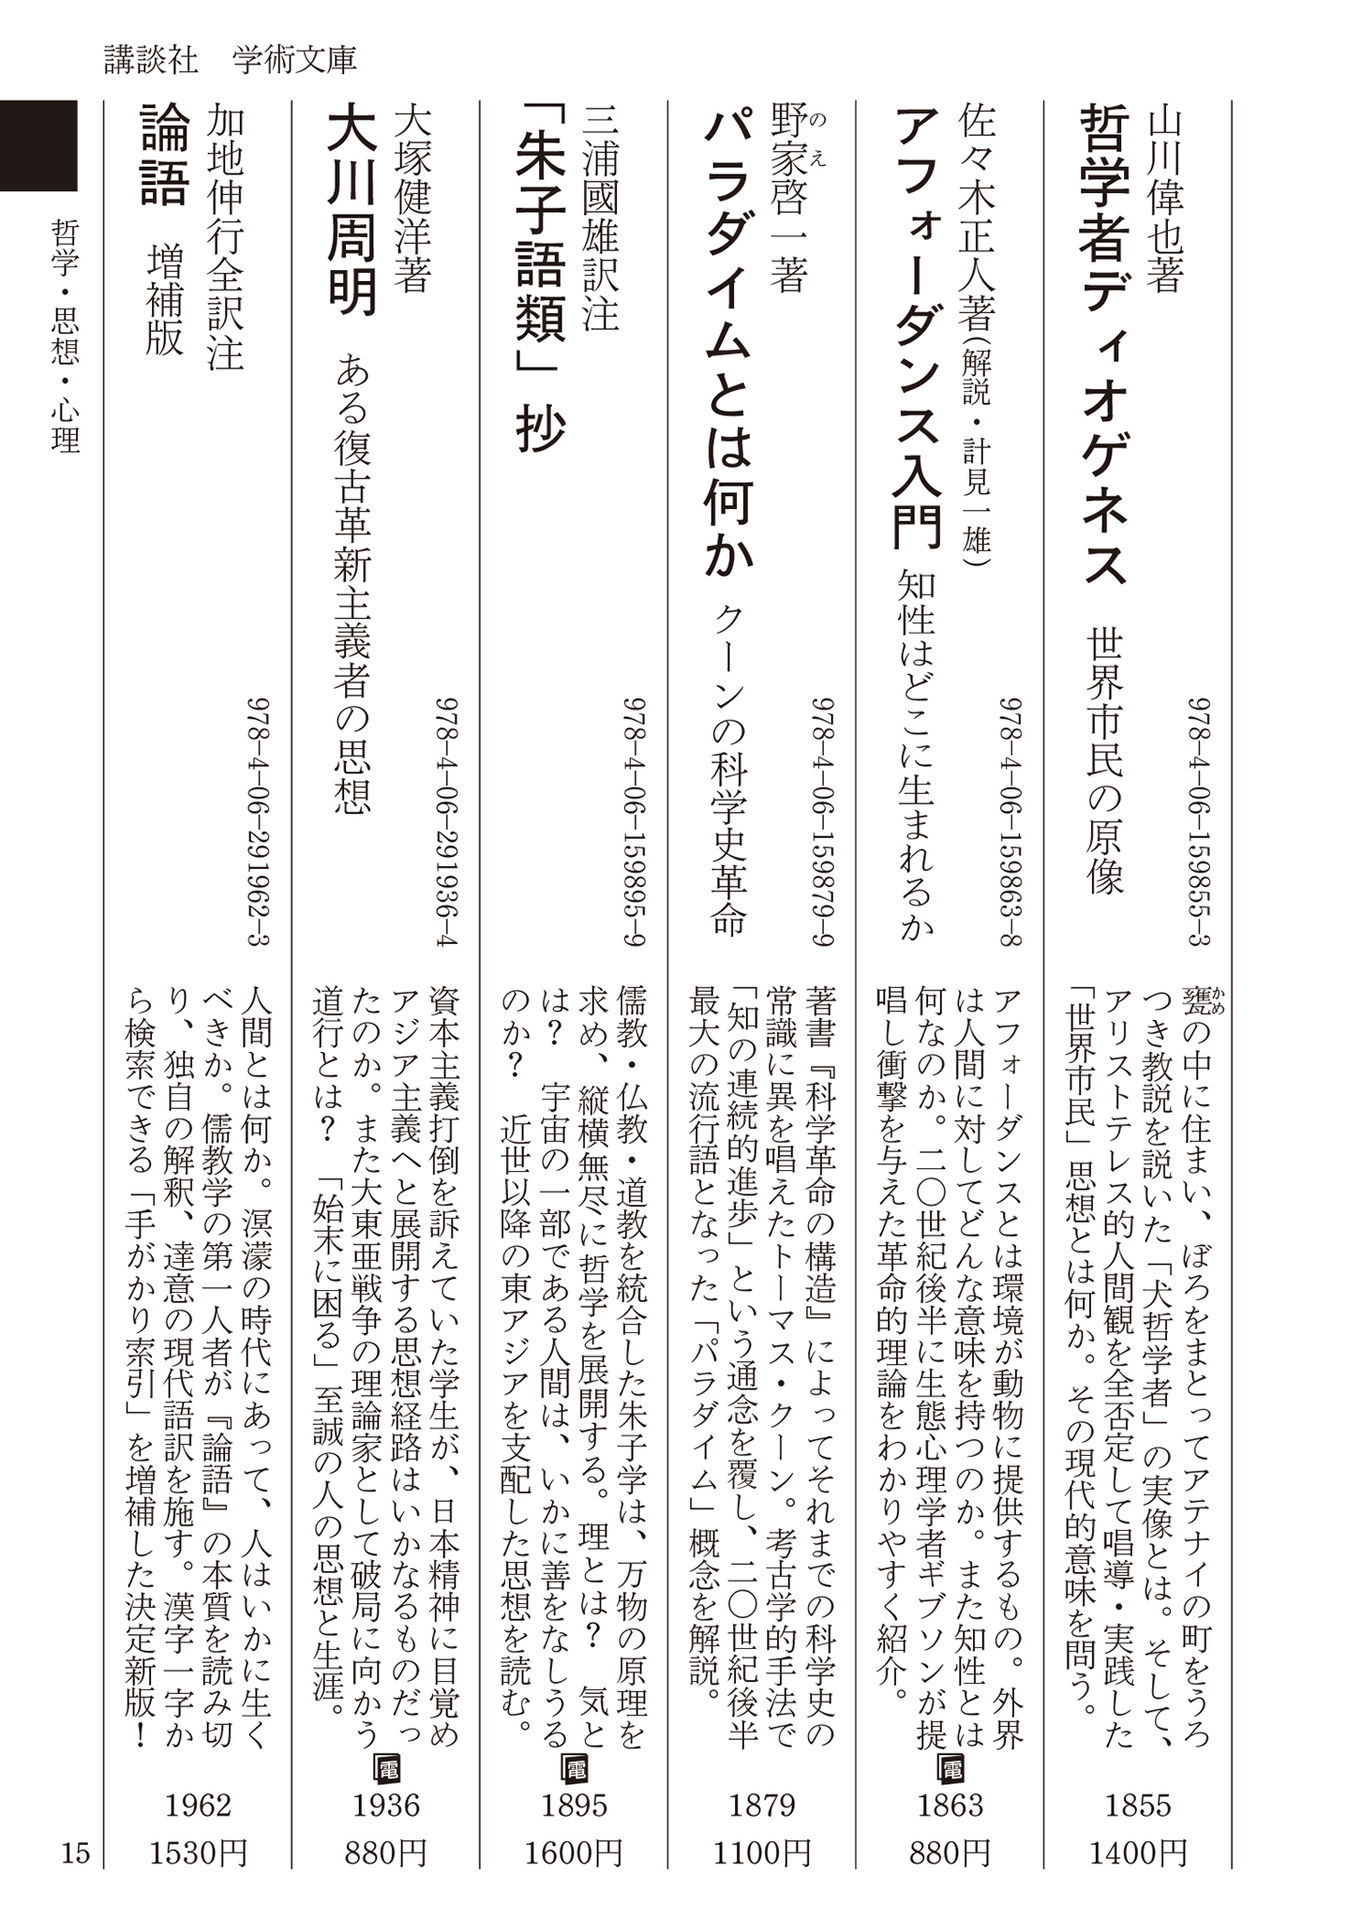 講談社　学術文庫
哲学・思想・心理
山川偉也著
哲学者ディオゲネス　世界市民の原像
978-4-06-159855-3
甕の中に住まい、ぼろをまとってアテナイの町をうろ
かめ
つき教説を説いた「犬哲学者」の実像とは。そして、
アリストテレス的人間観を全否定して唱導・実践した
「世界市民」思想とは何か。その現代的意味を問う。
1855
1400円
佐々木正人著（解説・計見一雄）
アフォーダンス入門　知性はどこに生まれるか
978-4-06-159863-8
アフォーダンスとは環境が動物に提供するもの。外界
は人間に対してどんな意味を持つのか。また知性とは
何なのか。二〇世紀後半に生態心理学者ギブソンが提
唱し衝撃を与えた革命的理論をわかりやすく紹介。
電
1863
880円
野家啓一著
のえ
パラダイムとは何か　クーンの科学史革命
978-4-06-159879-9
著書『科学革命の構造』によってそれまでの科学史の
常識に異を唱えたトーマス・クーン。考古学的手法で
「知の連続的進歩」という通念を覆し、二〇世紀後半
最大の流行語となった「パラダイム」概念を解説。
1879
1100円
三浦國雄訳注
「朱子語類」抄
978-4-06-159895-9
儒教・仏教・道教を統合した朱子学は、万物の原理を
求め、縦横無尽に哲学を展開する。理とは？　気と
は？　宇宙の一部である人間は、いかに善をなしうる
のか？　近世以降の東アジアを支配した思想を読む。
電
1895
1600円
大塚健洋著
大川周明　ある復古革新主義者の思想
978-4-06-291936-4
資本主義打倒を訴えていた学生が、日本精神に目覚め
アジア主義へと展開する思想経路はいかなるものだっ
たのか。また大東亜戦争の理論家として破局に向かう
道行とは？　「始末に困る」至誠の人の思想と生涯。
電
1936
880円
加地伸行全訳注
論語　増補版
978-4-06-291962-3
人間とは何か。溟濛の時代にあって、人はいかに生く
べきか。儒教学の第一人者が『論語』の本質を読み切
り、独自の解釈、達意の現代語訳を施す。漢字一字か
ら検索できる「手がかり索引」を増補した決定新版！
1962
1530円
15